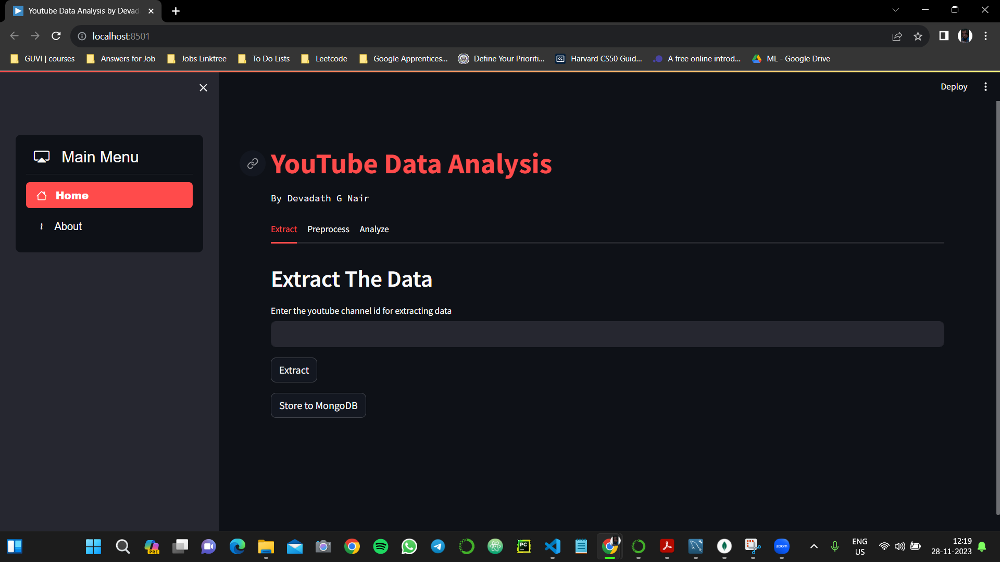 Youtube Data Analysis by Devad
localhost:8501
GUVI | courses
Answers for Job
Jobs Linktree
To Do Lists
Leetcode
Google Apprentices...
Define Your Prioriti...
Harvard CS50 Guid...
A free online introd...
ML - Google Drive
Deploy
Main Menu
Home
About
YouTube Data Analysis
By Devadath G Nair
Extract Preprocess Analyze
Extract The Data
Enter the youtube channel id for extracting data
Extract
Store to MongoDB
PRE
PC
zoom
ENG
US
12:19
28-11-2023